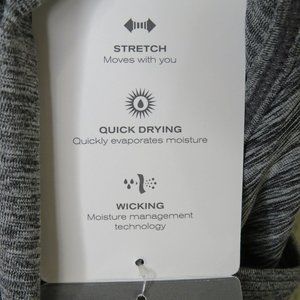 STRETCH
Moves with you
QUICK DRYING
Quickly evaporates moisture
WICKING
Moisture management
technology